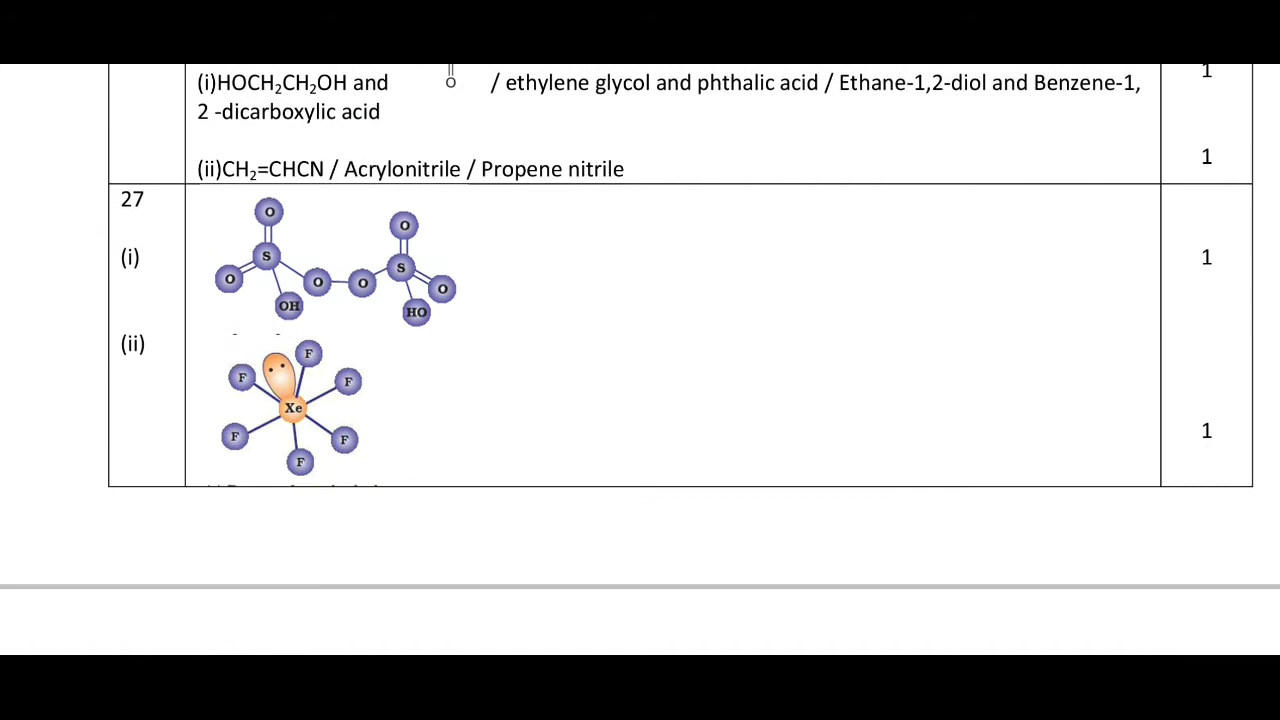 1
O
(i)HOCH₂CH₂OH and / ethylene glycol and phthalic acid / Ethane-1,2-diol and Benzene-1,
2 -dicarboxylic acid
1
(ii)CH₂=CHCN / Acrylonitrile / Propene nitrile
27
O
O
(i)
S
S
1
O
O
O
O
OH
HO
(ii)
F
F
F
Xe
1
F
F
F